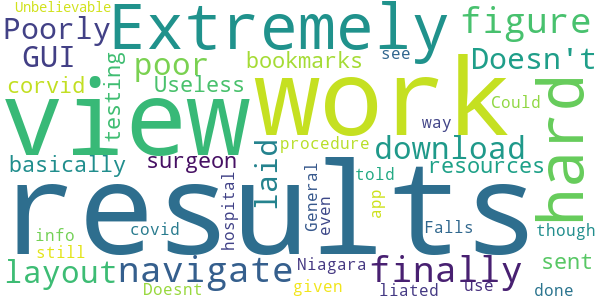 Unbelievable
Poorly
Extremely
figure
GUI
testing
poor
bookmarks
see
Doesn't
corvid
Useless
Could
view
work
hard
way
basically
surgeon
laid
procedure
download
resources
told
results
hospital
General
even
app
info
covid
still
Falls
though
layout
navigate
Niagara
finally
sent
Doesnt
given
liated
use
done